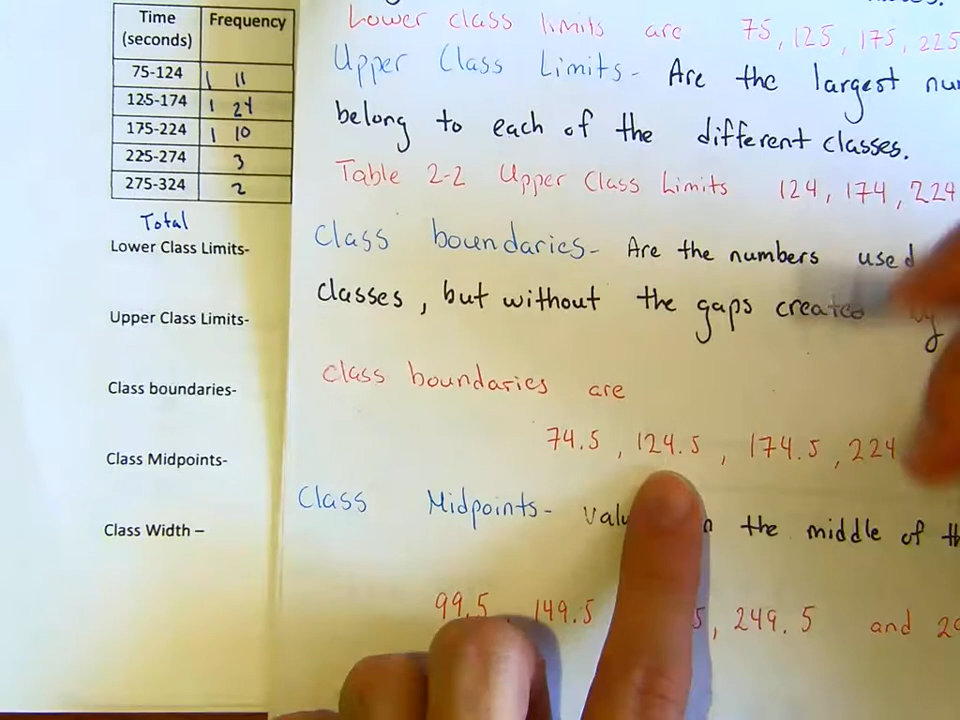 Time (seconds) Frequency
75-124 11
125-174 24
175-224 10
225-274 3
275-324 2
Total
Lower Class Limits-
Upper Class Limits-
Class boundaries-
Class Midpoints-
Class Width –
Lower class limits are 75, 125, 175, 225
Upper Class Limits- Are the largest
belong to each of the different classes.
Table 2-2 Upper Class Limits 124, 174, 224
Class boundaries- Are the numbers used
classes, but without the gaps created by
class boundaries are
74.5, 124.5, 174.5, 224
Class Midpoints- the middle of
99.5, 149.5 5, 249.5 and